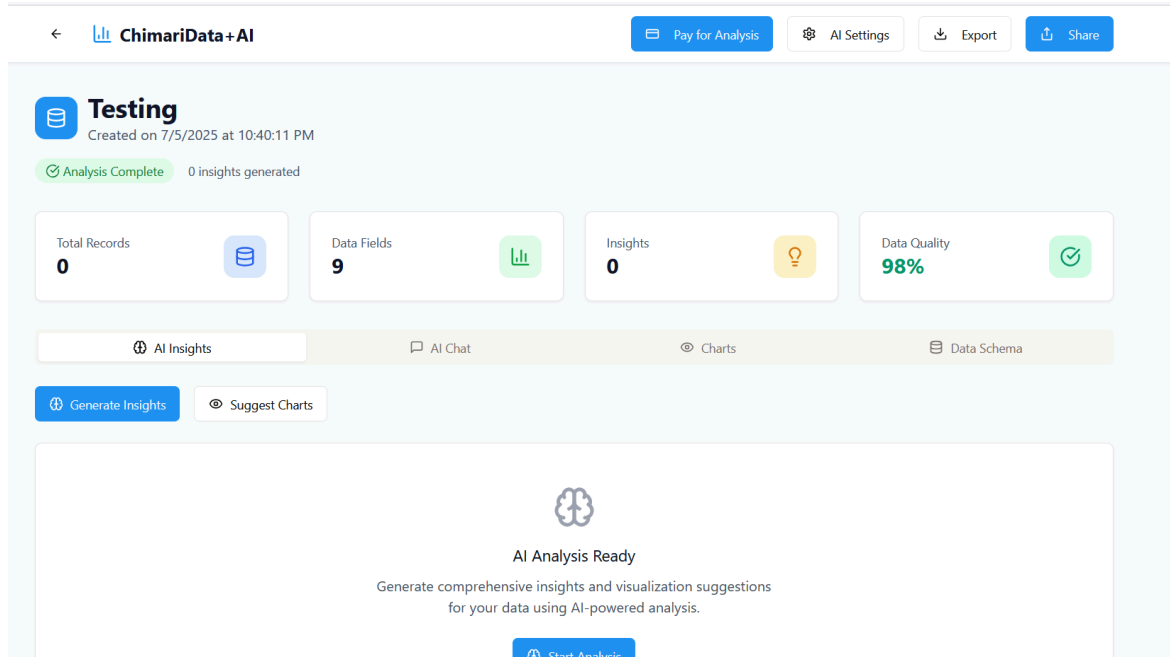 ChimariData+AI
Pay for Analysis
AI Settings
Export
Share
Testing
Created on 7/5/2025 at 10:40:11 PM
Analysis Complete
0 insights generated
Total Records
0
Data Fields
9
Insights
0
Data Quality
98%
AI Insights
AI Chat
Charts
Data Schema
Generate Insights
Suggest Charts
AI Analysis Ready
Generate comprehensive insights and visualization suggestions
for your data using AI-powered analysis.
Start Analysis